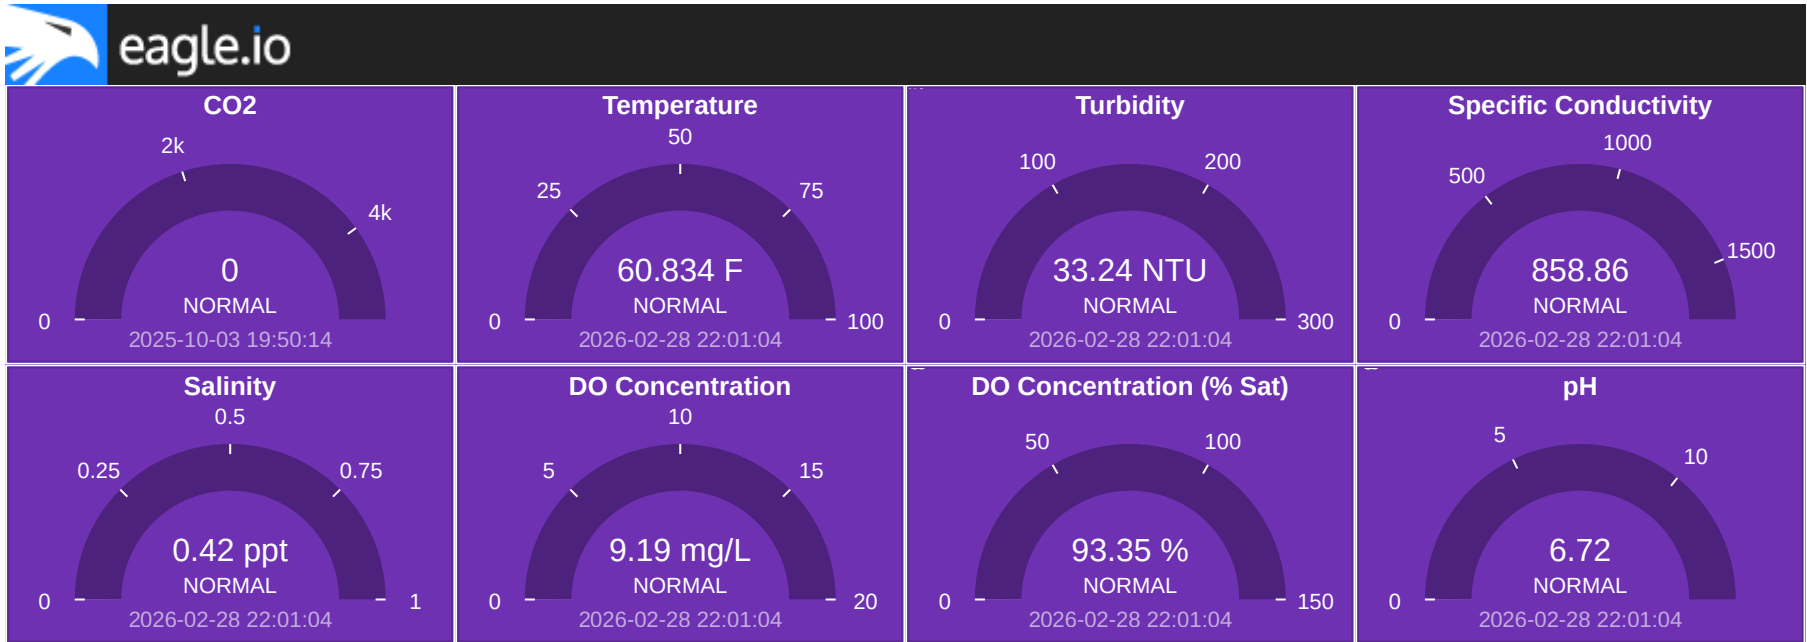 eagle.io
CO2
2k
4k
0
0
NORMAL
2025-10-03 19:50:14
Temperature
50
25
75
60.834 F
NORMAL
0
100
2026-02-28 22:01:04
Turbidity
100
200
33.24 NTU
NORMAL
0
300
2026-02-28 22:01:04
Specific Conductivity
1000
500
1500
858.86
NORMAL
0
2026-02-28 22:01:04
Salinity
0.5
0.25
0.75
0.42 ppt
NORMAL
0
1
2026-02-28 22:01:04
DO Concentration
10
5
15
9.19 mg/L
NORMAL
0
20
2026-02-28 22:01:04
DO Concentration (% Sat)
50
100
93.35 %
NORMAL
0
150
2026-02-28 22:01:04
pH
5
10
6.72
NORMAL
0
2026-02-28 22:01:04